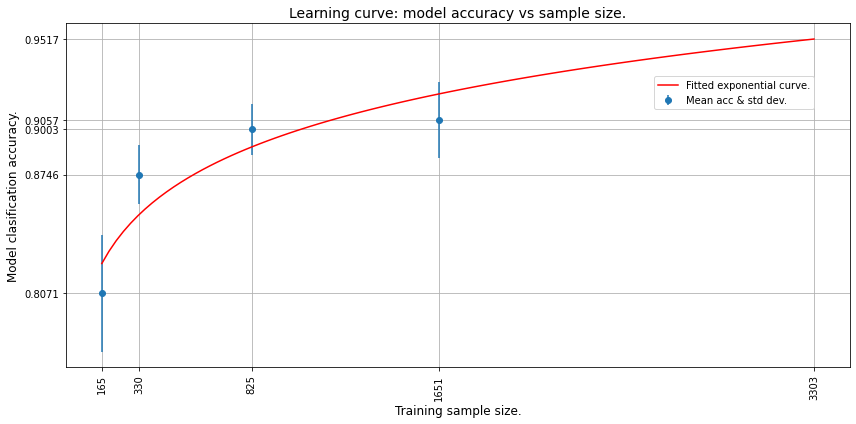 Learning curve: model accuracy vs sample size.
Model clasification accuracy.
0.9517
0.9057
0.9003
0.8746
0.8071
Fitted exponential curve.
Mean acc & std dev.
165
330
825
1651
3303
Training sample size.